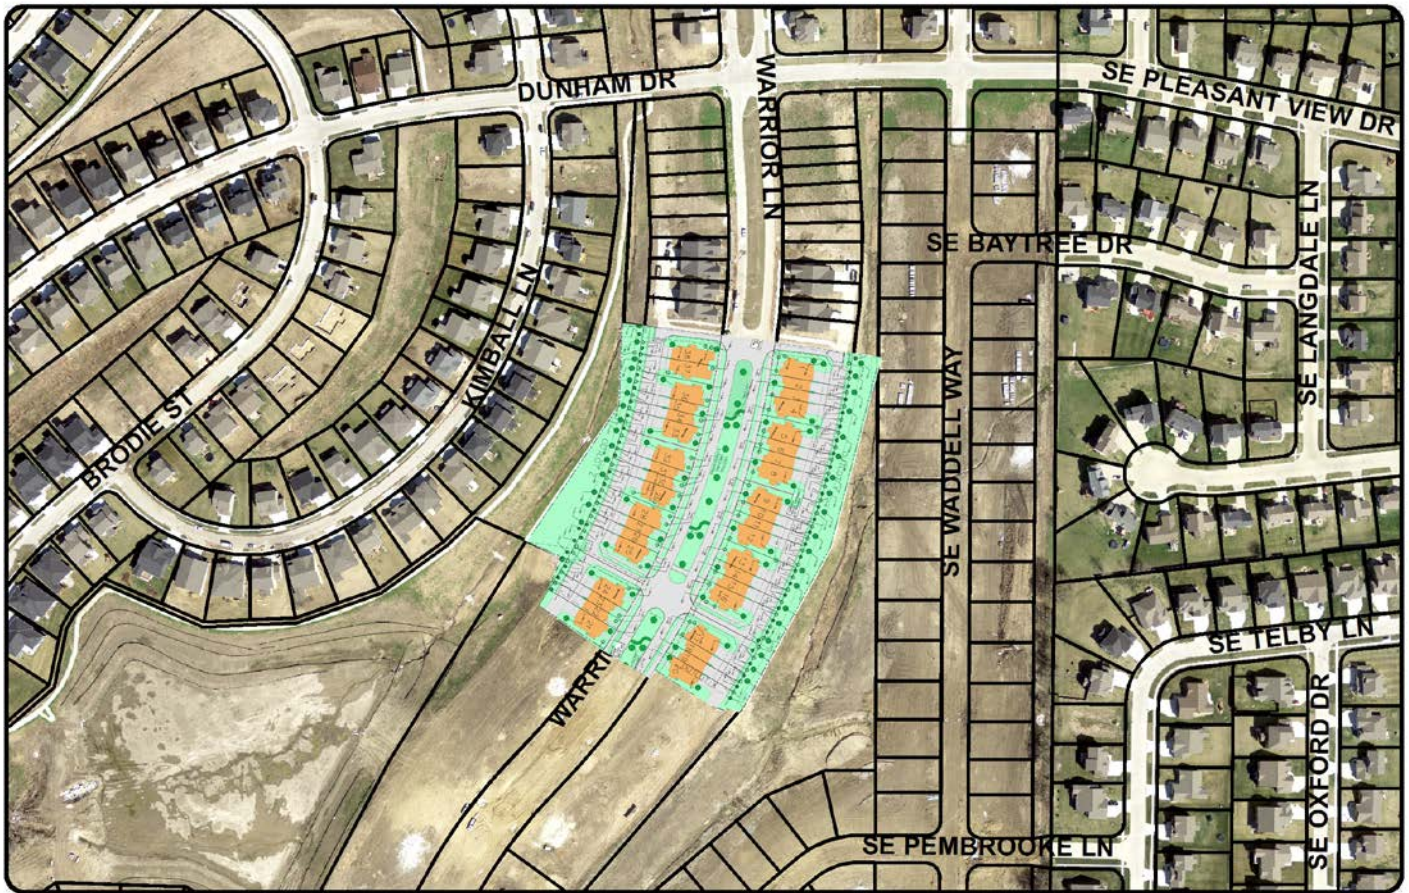 DUNHAM DR
WARRIOR LN
SE PLEASANT VIEW DR
SE BAYTREE DR
SE LANGDALE LN
KIMBALL LN
BRODIE ST
SE WADDELL WAY
SE TELBY LN
WARRI
SE OXFORD DR
SE PEMBROOKE LN